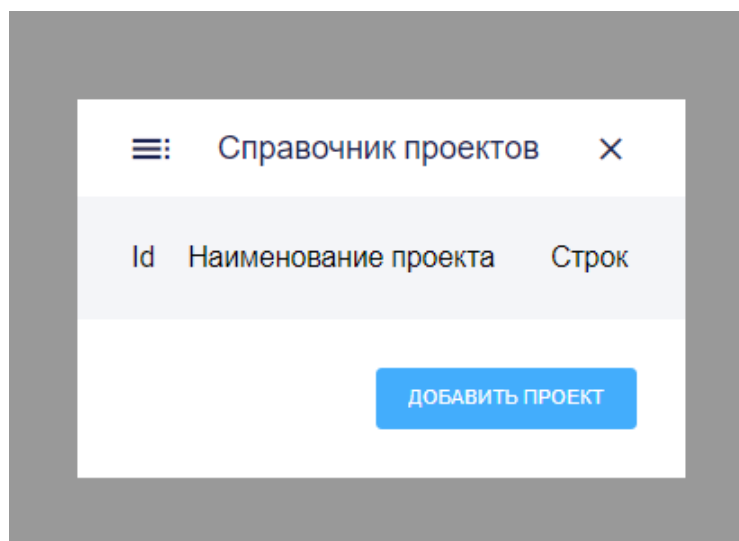 Справочник проектов
Id Наименование проекта Строк
ДОБАВИТЬ ПРОЕКТ